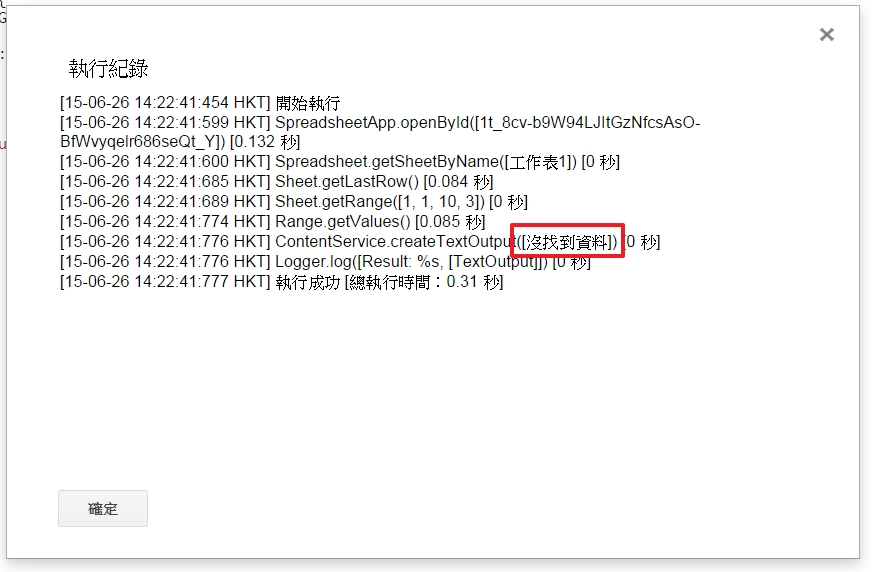 執行紀錄
[15-06-26 14:22:41:454 HKT] 開始執行
[15-06-26 14:22:41:599 HKT] SpreadsheetApp.openById([1t_8cv-b9W94LJItGzNfcsAsO-
BfWvyqelr686seQt_Y]) [0.132 秒]
[15-06-26 14:22:41:600 HKT] Spreadsheet.getSheetByName([工作表1]) [0 秒]
[15-06-26 14:22:41:685 HKT] Sheet.getLastRow() [0.084 秒]
[15-06-26 14:22:41:689 HKT] Sheet.getRange([1, 1, 10, 3]) [0 秒]
[15-06-26 14:22:41:774 HKT] Range.getValues() [0.085 秒]
[15-06-26 14:22:41:776 HKT] ContentService.createTextOutput([沒找到資料]) [0 秒]
[15-06-26 14:22:41:776 HKT] Logger.log([Result: %s, [TextOutput]]) [0 秒]
[15-06-26 14:22:41:777 HKT] 執行成功 [總執行時間：0.31 秒]
確定